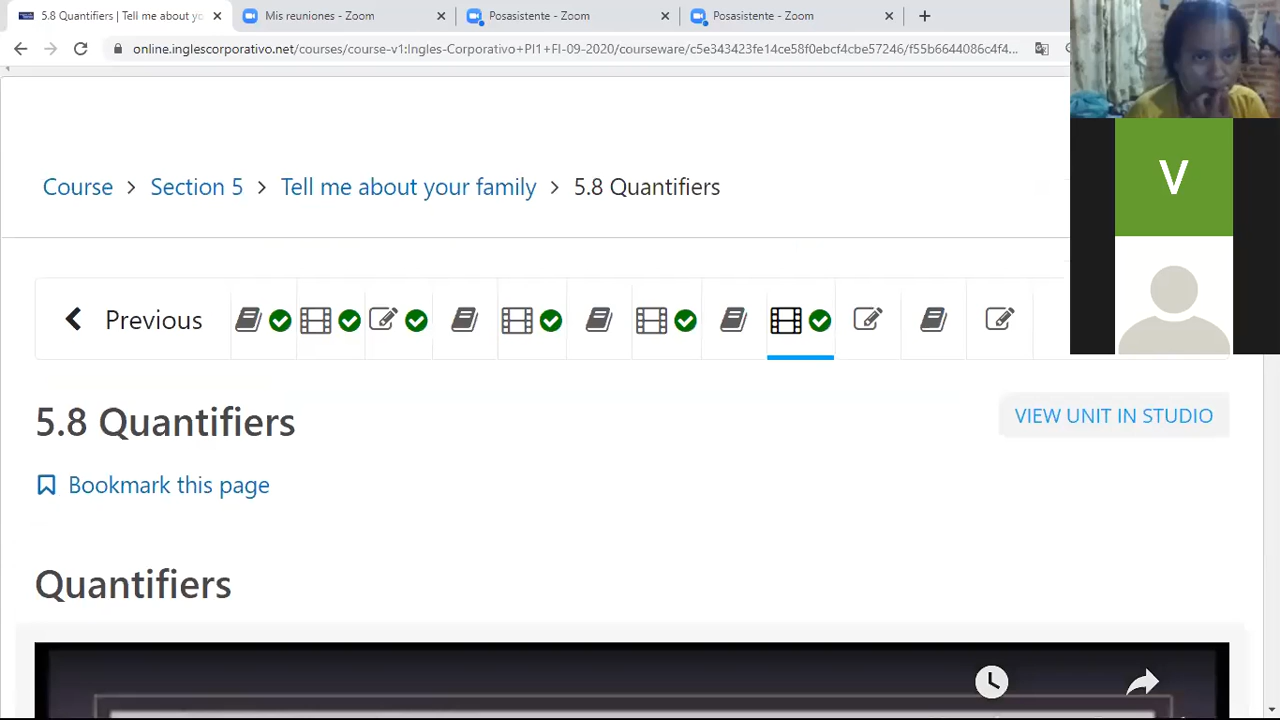 5.8 Quantifiers | Tell me about yo
Mis reuniones - Zoom
Posasistente - Zoom
Posasistente - Zoom
online.inglescorporativo.net/courses/course-v1:Ingles-Corporativo+PI1+FI-09-2020/courseware/c5e343423fe14ce58f0ebcf4cbe57246/f55b6644086c4f4...
V
Course > Section 5 > Tell me about your family > 5.8 Quantifiers
Previous
5.8 Quantifiers
VIEW UNIT IN STUDIO
Bookmark this page
Quantifiers